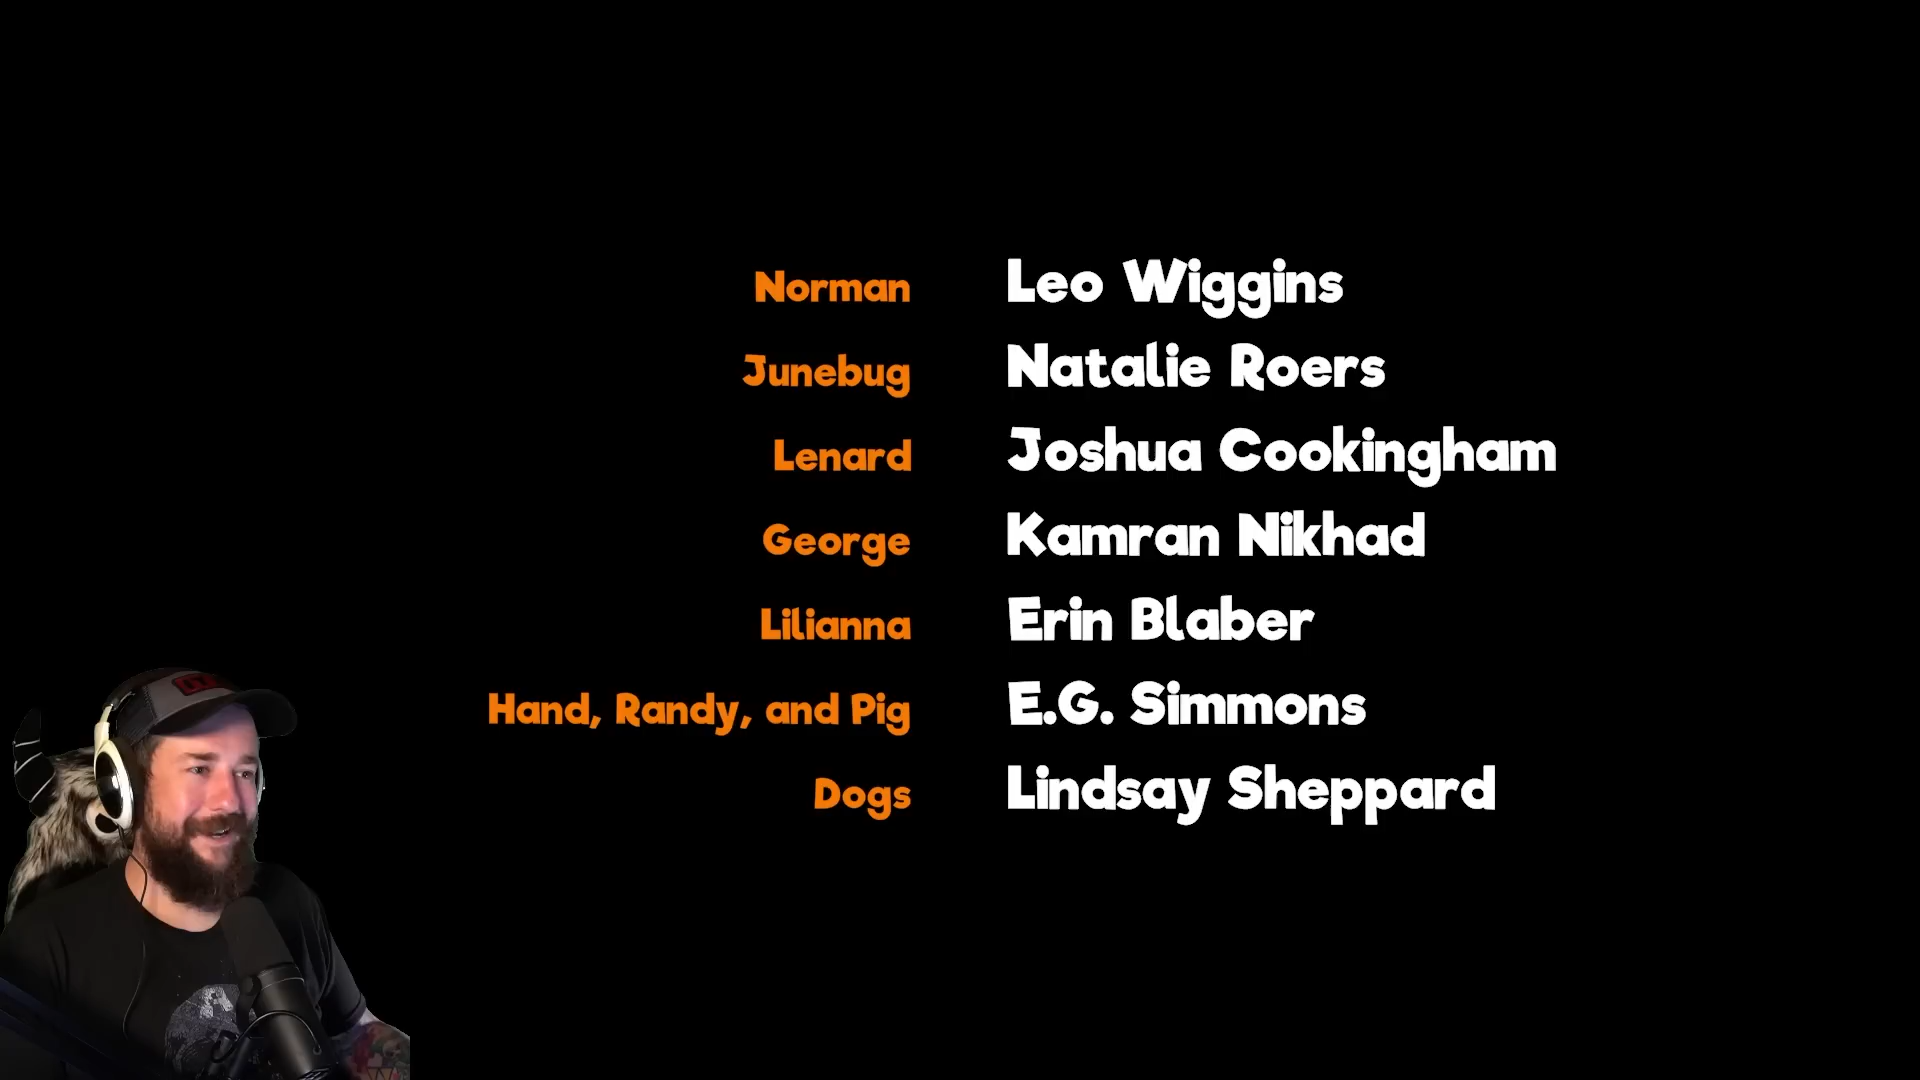 Norman Leo Wiggins
Junebug Natalie Roers
Lenard Joshua Cookingham
George Kamran Nikhad
Lilianna Erin Blaber
Hand, Randy, and Pig E.G. Simmons
Dogs Lindsay Sheppard